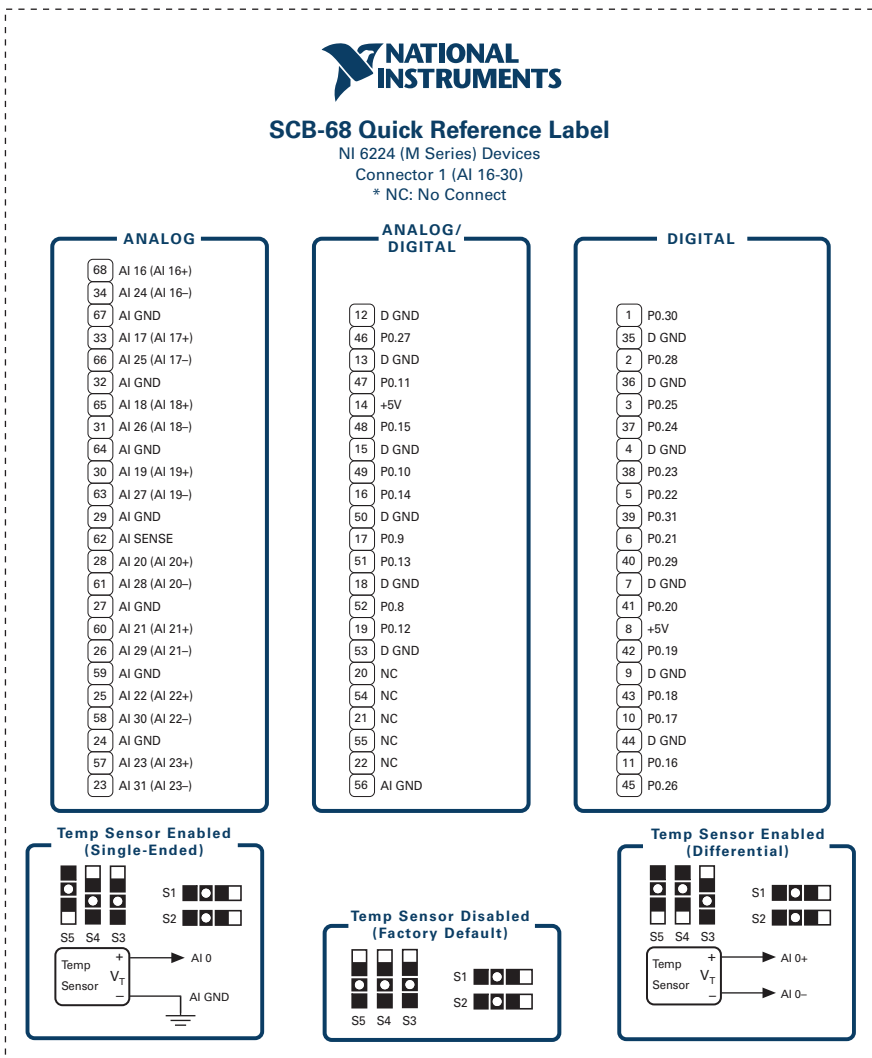 NATIONAL
INSTRUMENTS
SCB-68 Quick Reference Label
NI 6224 (M Series) Devices
Connector 1 (AI 16-30)
* NC: No Connect
ANALOG
68 AI 16 (AI 16+)
34 AI 24 (AI 16–)
67 AI GND
33 AI 17 (AI 17+)
66 AI 25 (AI 17–)
32 AI GND
65 AI 18 (AI 18+)
31 AI 26 (AI 18–)
64 AI GND
30 AI 19 (AI 19+)
63 AI 27 (AI 19–)
29 AI GND
62 AI SENSE
28 AI 20 (AI 20+)
61 AI 28 (AI 20–)
27 AI GND
60 AI 21 (AI 21+)
26 AI 29 (AI 21–)
59 AI GND
25 AI 22 (AI 22+)
58 AI 30 (AI 22–)
24 AI GND
57 AI 23 (AI 23+)
23 AI 31 (AI 23–)
ANALOG/
DIGITAL
12 D GND
46 P0.27
13 D GND
47 P0.11
14 +5V
48 P0.15
15 D GND
49 P0.10
16 P0.14
50 D GND
17 P0.9
51 P0.13
18 D GND
52 P0.8
19 P0.12
53 D GND
20 NC
54 NC
21 NC
55 NC
22 NC
56 AI GND
DIGITAL
1 P0.30
35 D GND
2 P0.28
36 D GND
3 P0.25
37 P0.24
4 D GND
38 P0.23
5 P0.22
39 P0.31
6 P0.21
40 P0.29
7 D GND
41 P0.20
8 +5V
42 P0.19
9 D GND
43 P0.18
10 P0.17
44 D GND
11 P0.16
45 P0.26
Temp Sensor Enabled
(Single-Ended)
S1
S2
S5 S4 S3
Temp
Sensor
+
VT
–
AI 0
AI GND
Temp Sensor Disabled
(Factory Default)
S1
S2
S5 S4 S3
Temp Sensor Enabled
(Differential)
S1
S2
S5 S4 S3
Temp
Sensor
+
VT
–
AI 0+
AI 0–